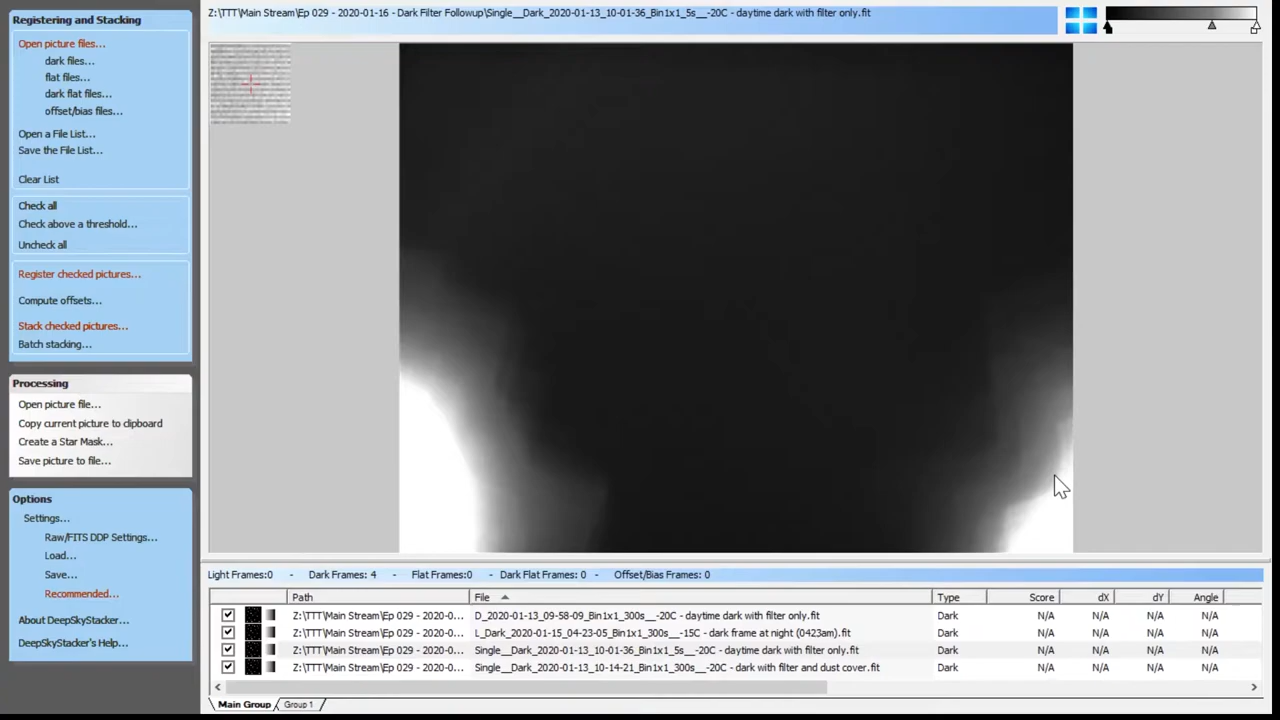 Registering and Stacking
Open picture files...
dark files...
flat files...
dark flat files...
offset/bias files...
Open a File List...
Save the File List...
Clear List
Check all
Check above a threshold...
Uncheck all
Register checked pictures...
Compute offsets...
Stack checked pictures...
Batch stacking...
Processing
Open picture file...
Copy current picture to clipboard
Create a Star Mask...
Save picture to file...
Options
Settings...
Raw/FITS DDP Settings...
Load...
Save...
Recommended...
About DeepSkyStacker...
DeepSkyStacker's Help...
Z:\TTT\Main Stream\Ep 029 - 2020-01-16 - Dark Filter Followup\Single__Dark_2020-01-13_10-01-36_Bin1x1_5s__-20C - daytime dark with filter only.fit
Light Frames:0 - Dark Frames: 4 - Flat Frames:0 - Dark Flat Frames: 0 - Offset/Bias Frames: 0
Path File Type Score dX dY Angle
Z:\TTT\Main Stream\Ep 029 - 2020-0... D_2020-01-13_09-58-09_Bin1x1_300s__-20C - daytime dark with filter only.fit Dark N/A N/A N/A N/A
Z:\TTT\Main Stream\Ep 029 - 2020-0... L_Dark_2020-01-15_04-23-05_Bin1x1_300s__-15C - dark frame at night (0423am).fit Dark N/A N/A N/A N/A
Z:\TTT\Main Stream\Ep 029 - 2020-0... Single__Dark_2020-01-13_10-01-36_Bin1x1_5s__-20C - daytime dark with filter only.fit Dark N/A N/A N/A N/A
Z:\TTT\Main Stream\Ep 029 - 2020-0... Single__Dark_2020-01-13_10-14-21_Bin1x1_300s__-20C - dark with filter and dust cover.fit Dark N/A N/A N/A N/A
Main Group Group 1